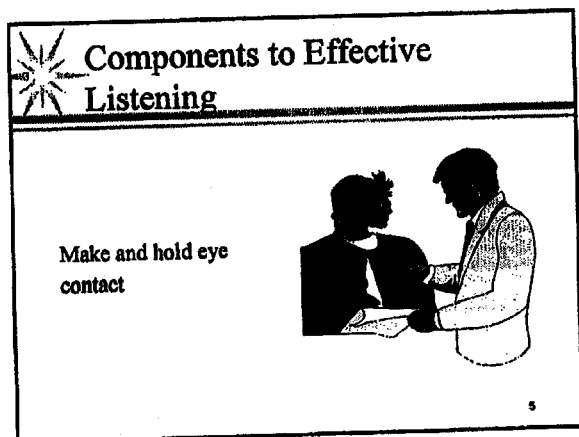 Components to Effective
Listening
Make and hold eye
contact
5